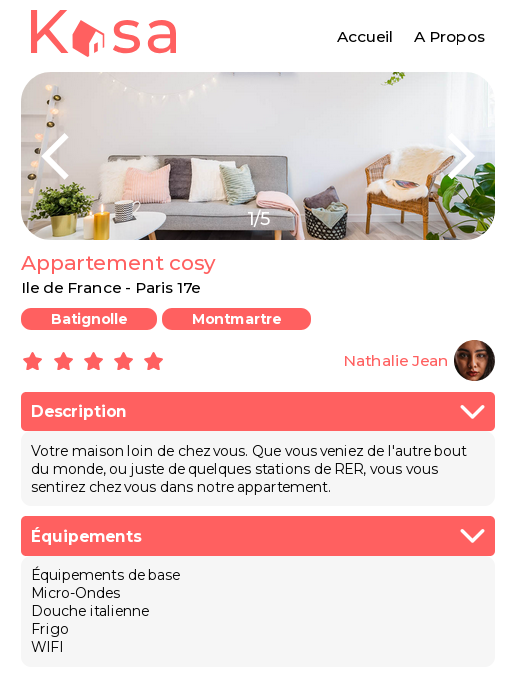 Kasa
Accueil A Propos
1/5
Appartement cosy
Ile de France - Paris 17e
Batignolle Montmartre
Nathalie Jean
Description
Votre maison loin de chez vous. Que vous veniez de l'autre bout
du monde, ou juste de quelques stations de RER, vous vous
sentirez chez vous dans notre appartement.
Équipements
Équipements de base
Micro-Ondes
Douche italienne
Frigo
WIFI